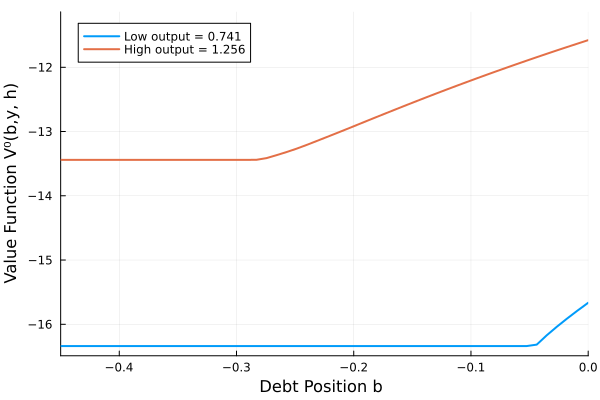 Low output = 0.741
High output = 1.256
Value Function V⁰(b,y, h)
−12
−13
−14
−15
−16
−0.4
−0.3
−0.2
−0.1
0.0
Debt Position b